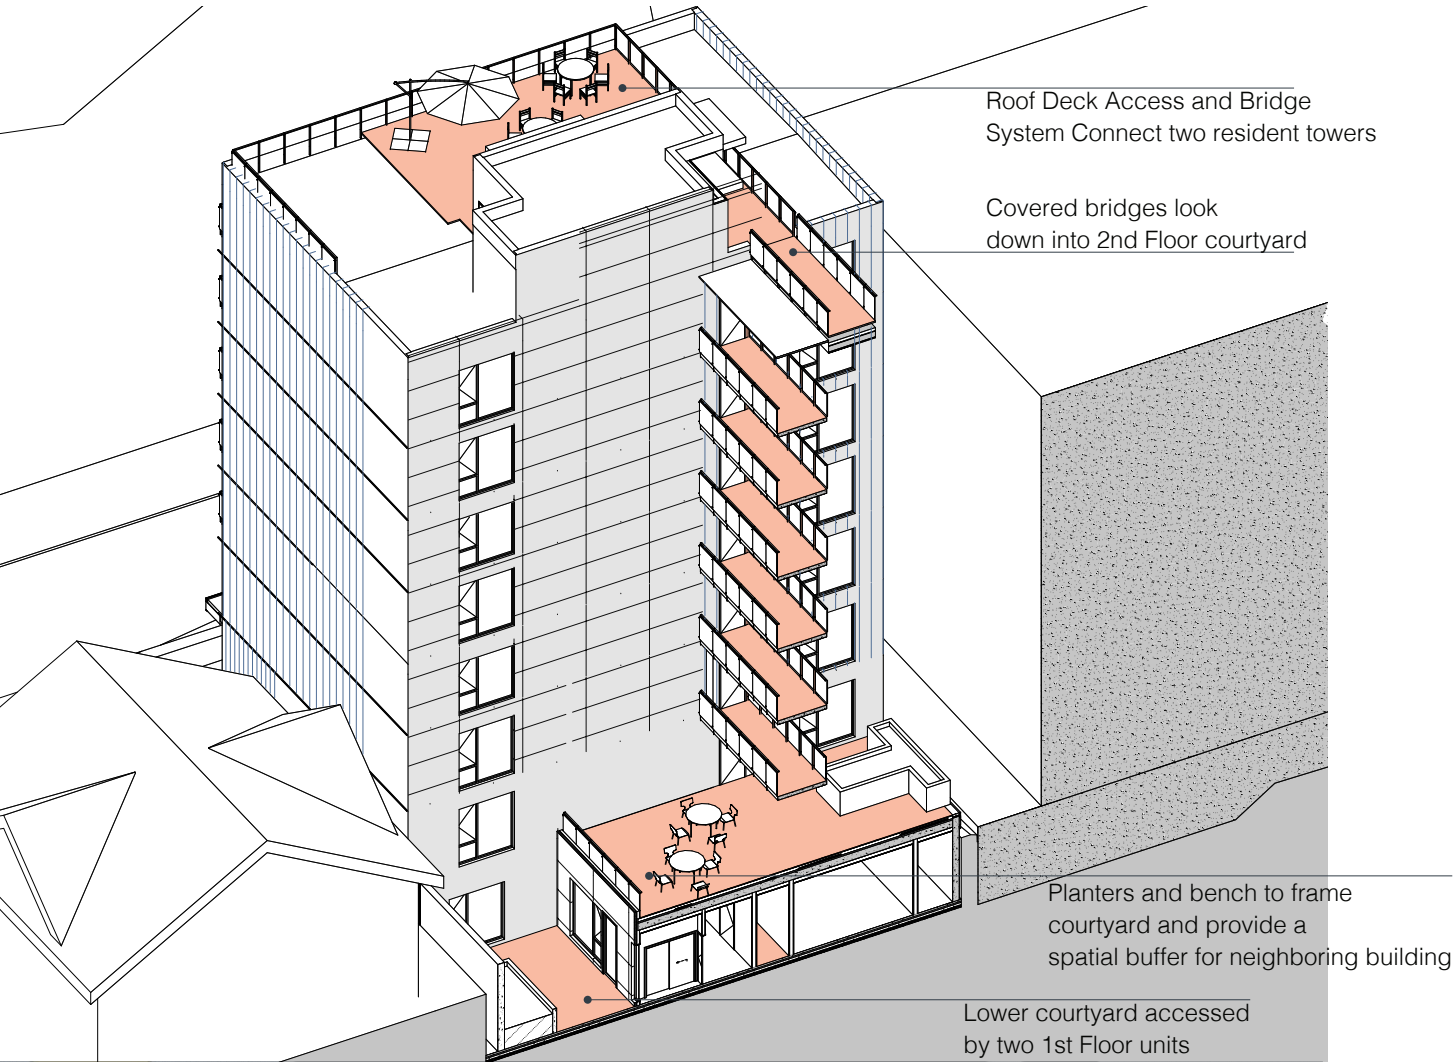 Roof Deck Access and Bridge
System Connect two resident towers
Covered bridges look
down into 2nd Floor courtyard
Planters and bench to frame
courtyard and provide a
spatial buffer for neighboring building
Lower courtyard accessed
by two 1st Floor units